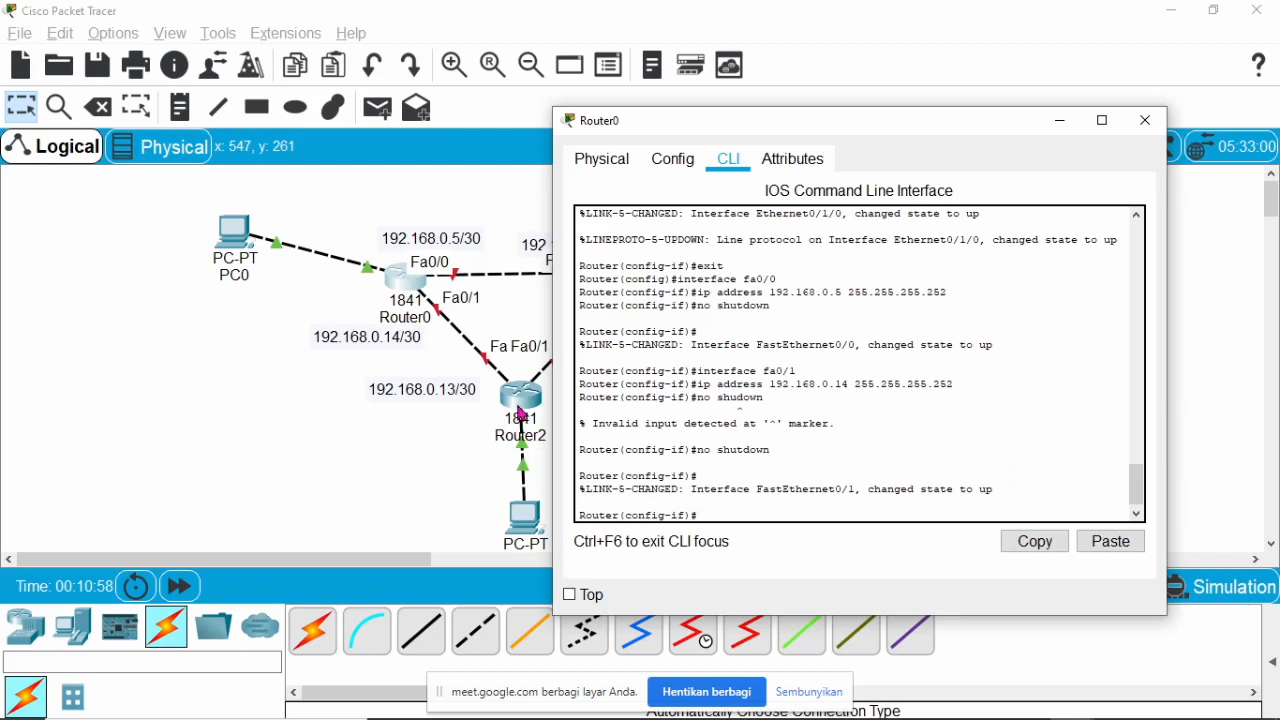 Cisco Packet Tracer
File Edit Options View Tools Extensions Help
?
Logical Physical x: 547, y: 261
05:33:00
Router0
Physical Config CLI Attributes
IOS Command Line Interface
%LINK-5-CHANGED: Interface Ethernet0/1/0, changed state to up
%LINEPROTO-5-UPDOWN: Line protocol on Interface Ethernet0/1/0, changed state to up
Router(config-if)#exit
Router(config)#interface fa0/0
Router(config-if)#ip address 192.168.0.5 255.255.255.252
Router(config-if)#no shutdown
Router(config-if)#
%LINK-5-CHANGED: Interface FastEthernet0/0, changed state to up
Router(config-if)#interface fa0/1
Router(config-if)#ip address 192.168.0.14 255.255.255.252
Router(config-if)#no shudown
^
% Invalid input detected at '^' marker.
Router(config-if)#no shutdown
Router(config-if)#
%LINK-5-CHANGED: Interface FastEthernet0/1, changed state to up
Router(config-if)#
Ctrl+F6 to exit CLI focus
Copy Paste
Top
PC-PT
PC0
192.168.0.5/30
192
Fa0/0
F
1841
Router0
Fa0/1
192.168.0.14/30
Fa Fa0/1
192.168.0.13/30
1841
Router2
PC-PT
Time: 00:10:58
Simulation
meet.google.com berbagi layar Anda. Hentikan berbagi Sembunyikan
Automatically Choose Connection Type